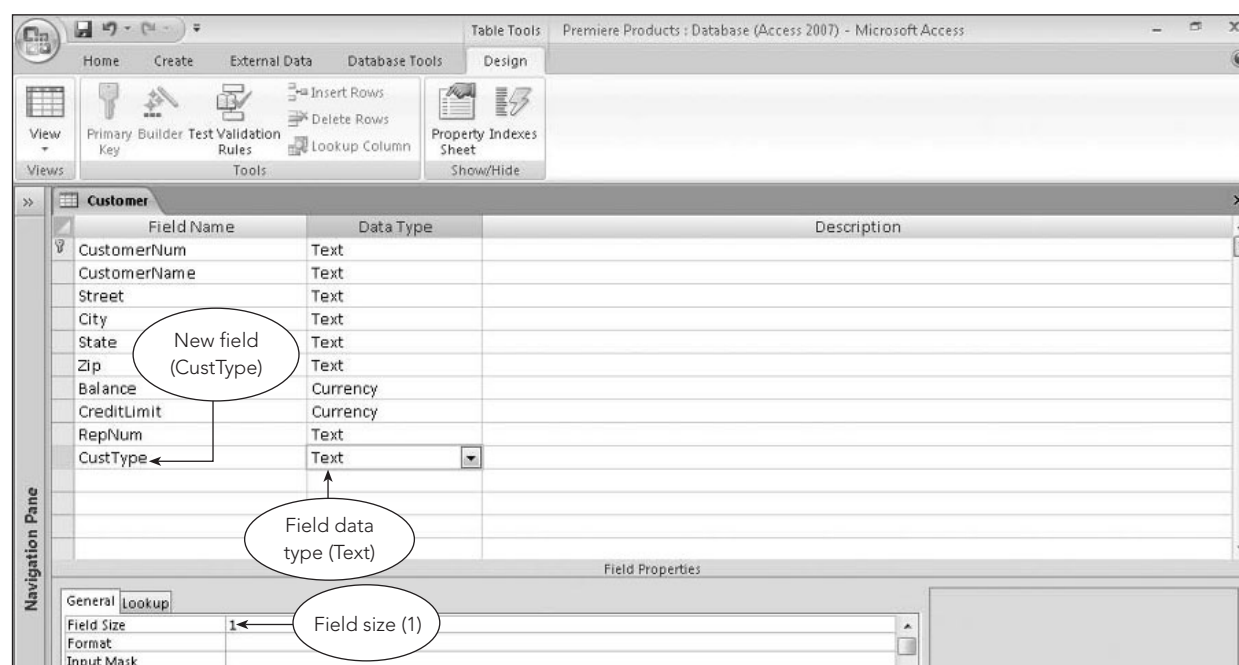 Table Tools Premiere Products : Database (Access 2007) - Microsoft Access
Home Create External Data Database Tools Design
View
Primary Key
Builder
Test Validation Rules
Insert Rows
Delete Rows
Lookup Column
Property Sheet
Indexes
Views Tools Show/Hide
Customer
Field Name Data Type Description
CustomerNum Text
CustomerName Text
Street Text
City Text
State Text
Zip Text
Balance Currency
CreditLimit Currency
RepNum Text
CustType Text
New field
(CustType)
Field data
type (Text)
Navigation Pane
Field Properties
General Lookup
Field Size 1
Field size (1)
Format
Input Mask